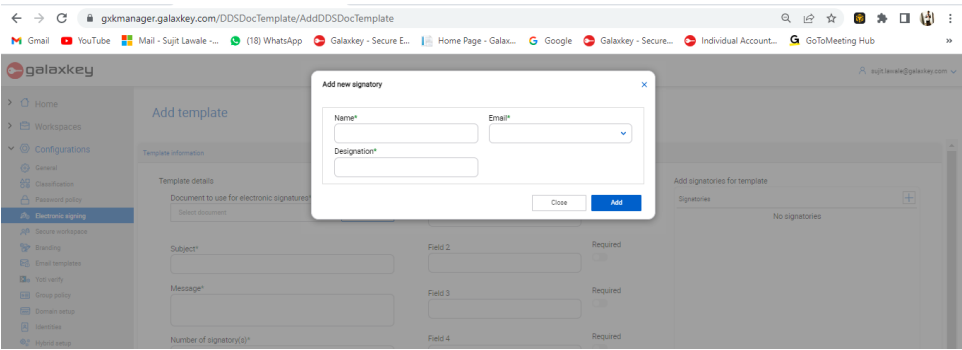 gxkmanager.galaxkey.com/DDSDocTemplate/AddDDSDocTemplate
Gmail YouTube Mail - Sujit Lawale -... (18) WhatsApp Galaxkey - Secure E... Home Page - Galax... Google Galaxkey - Secure... Individual Account... GoToMeeting Hub »
galaxkey
sujit.lawale@galaxkey.com
Home
Workspaces
Configurations
General
Classification
Password policy
Electronic signing
Secure workspace
Branding
Email templates
You verify
Group policy
Domain setup
Identities
Hybrid setup
Add template
Template information
Template details
Document to use for electronic signatures*
Select document
Subject*
Message*
Number of signatory(s)*
Field 2
Required
Field 3
Required
Field 4
Required
Add signatories for template
Signatories
No signatories
Add new signatory
Name*
Email*
Designation*
Close
Add